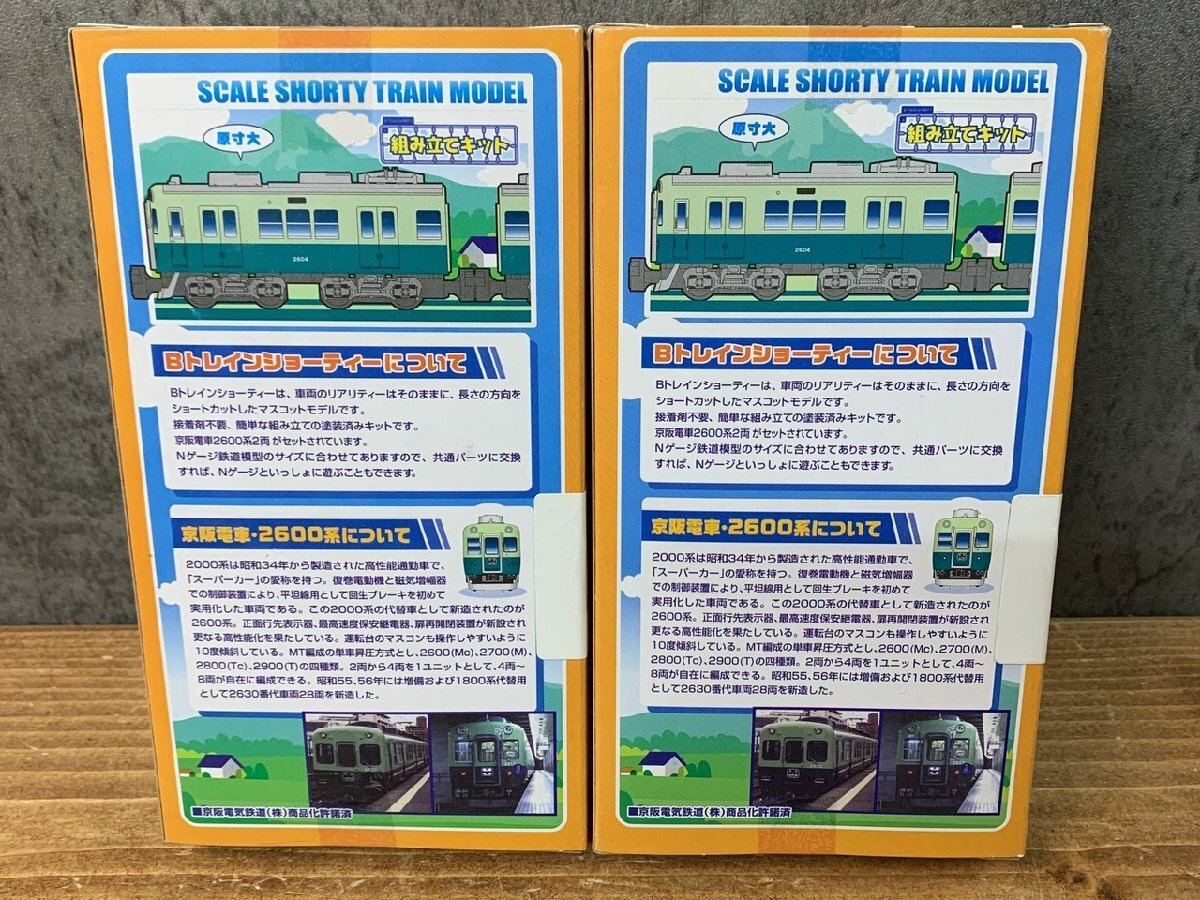 SCALE SHORTY TRAIN MODEL
原寸大
組み立てキット
2604
Bトレインショーティーについて
Bトレインショーティーは、車両のリアリティーはそのままに、長さの方向を
ショートカットしたマスコットモデルです。
接着剤不要、簡単な組み立ての塗装済みキットです。
京阪電車2600系2両がセットされています。
Nゲージ鉄道模型のサイズに合わせてありますので、共通パーツに交換
すれば、Nゲージといっしょに遊ぶこともできます。
京阪電車・2600系について
2000系は昭和34年から製造された高性能通勤車で、
「スーパーカー」の愛称を持つ。復巻電動機と磁気増幅器
での制御装置により、平坦線用として回生ブレーキを初めて
実用化した車両である。この2000系の代替車として新造されたのが
2600系。正面行先表示器、最高速度保安継電器、扉再開閉装置が新設され
更なる高性能化を果たしている。運転台のマスコンも操作しやすいように
10度傾斜している。MT編成の単車昇圧方式とし、2600(Mc)、2700(M)、
2800(Tc)、2900(T)の四種類。2両から4両を1ユニットとして、4両〜
8両が自在に編成できる。昭和55、56年には増備および1800系代替用
として2630番代車両28両を新造した。
■京阪電気鉄道(株)商品化許諾済
SCALE SHORTY TRAIN MODEL
原寸大
組み立てキット
2604
Bトレインショーティーについて
Bトレインショーティーは、車両のリアリティーはそのままに、長さの方向を
ショートカットしたマスコットモデルです。
接着剤不要、簡単な組み立ての塗装済みキットです。
京阪電車2600系2両がセットされています。
Nゲージ鉄道模型のサイズに合わせてありますので、共通パーツに交換
すれば、Nゲージといっしょに遊ぶこともできます。
京阪電車・2600系について
2000系は昭和34年から製造された高性能通勤車で、
「スーパーカー」の愛称を持つ。復巻電動機と磁気増幅器
での制御装置により、平坦線用として回生ブレーキを初めて
実用化した車両である。この2000系の代替車として新造されたのが
2600系。正面行先表示器、最高速度保安継電器、扉再開閉装置が新設され
更なる高性能化を果たしている。運転台のマスコンも操作しやすいように
10度傾斜している。MT編成の単車昇圧方式とし、2600(Mc)、2700(M)、
2800(Tc)、2900(T)の四種類。2両から4両を1ユニットとして、4両〜
8両が自在に編成できる。昭和55、56年には増備および1800系代替用
として2630番代車両28両を新造した。
■京阪電気鉄道(株)商品化許諾済